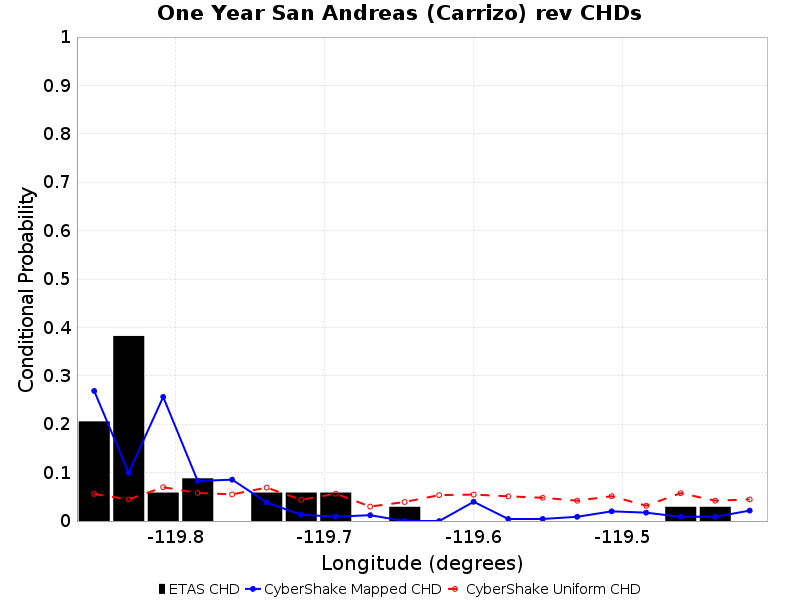 One Year San Andreas (Carrizo) rev CHDs
Conditional Probability
1
0.9
0.8
0.7
0.6
0.5
0.4
0.3
0.2
0.1
0
-119.8 -119.7 -119.6 -119.5
Longitude (degrees)
ETAS CHD CyberShake Mapped CHD CyberShake Uniform CHD